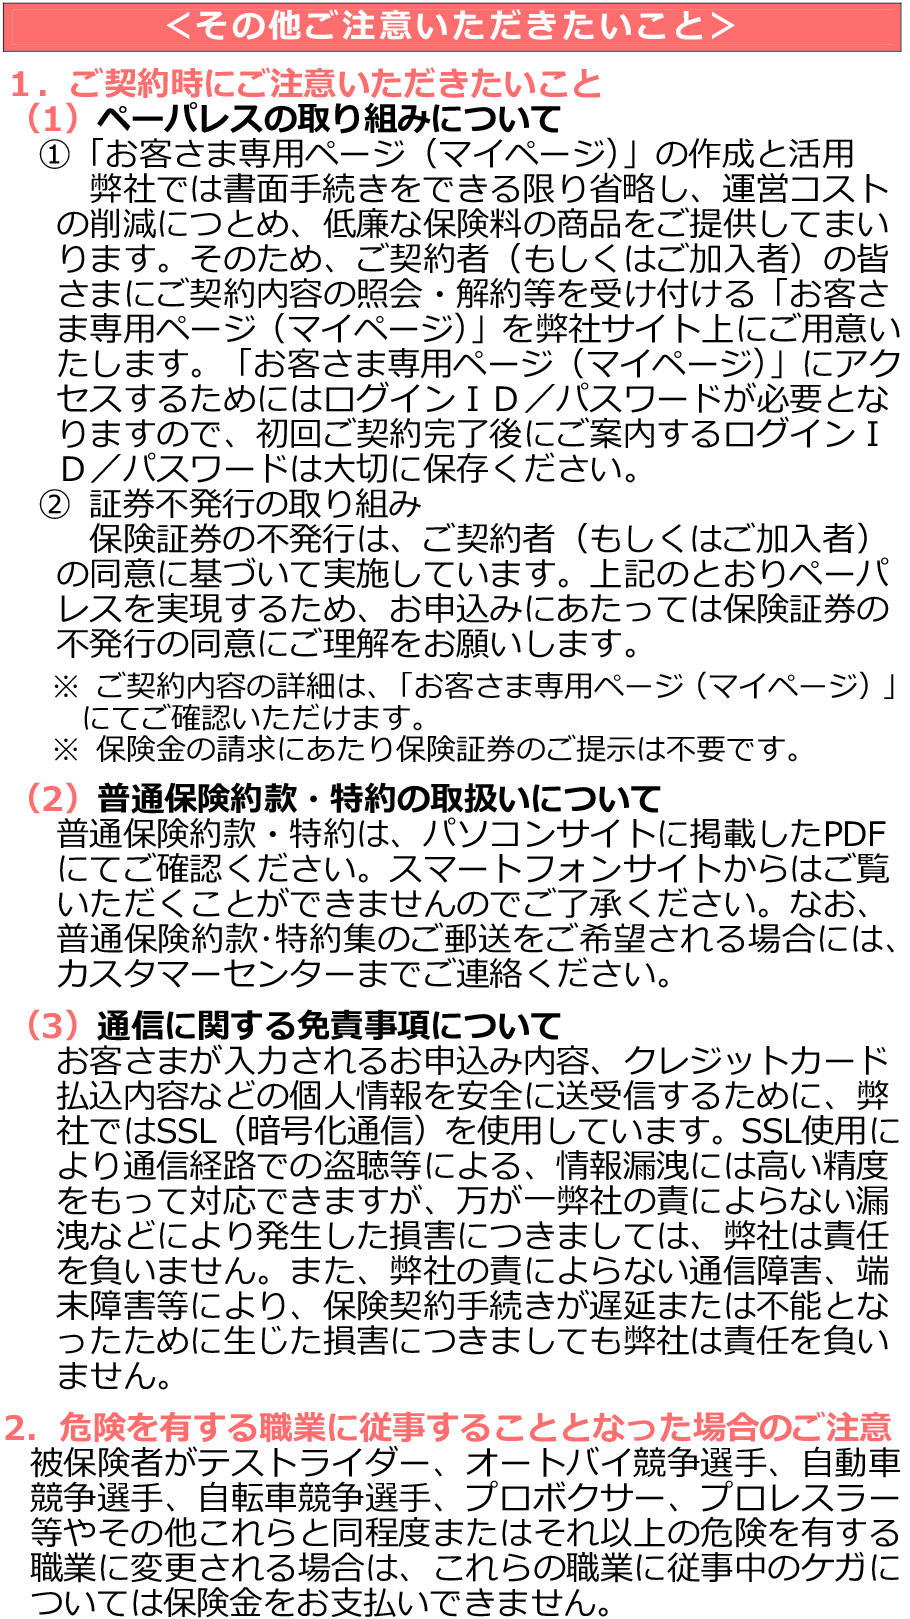 ＜その他ご注意いただきたいこと＞
１．ご契約時にご注意いただきたいこと
（1）ペーパレスの取り組みについて
①「お客さま専用ページ（マイページ）」の作成と活用
弊社では書面手続きをできる限り省略し、運営コスト
の削減につとめ、低廉な保険料の商品をご提供してまい
ります。そのため、ご契約者（もしくはご加入者）の皆
さまにご契約内容の照会・解約等を受け付ける「お客さ
ま専用ページ（マイページ）」を弊社サイト上にご用意い
たします。「お客さま専用ページ（マイページ）」にアク
セスするためにはログインＩＤ／パスワードが必要とな
りますので、初回ご契約完了後にご案内するログインＩ
Ｄ／パスワードは大切に保存ください。
② 証券不発行の取り組み
保険証券の不発行は、ご契約者（もしくはご加入者）
の同意に基づいて実施しています。上記のとおりペーパ
レスを実現するため、お申込みにあたっては保険証券の
不発行の同意にご理解をお願いします。
※ ご契約内容の詳細は、「お客さま専用ページ（マイページ）」
にてご確認いただけます。
※ 保険金の請求にあたり保険証券のご提示は不要です。
（2）普通保険約款・特約の取扱いについて
普通保険約款・特約は、パソコンサイトに掲載したPDF
にてご確認ください。スマートフォンサイトからはご覧
いただくことができませんのでご了承ください。なお、
普通保険約款･特約集のご郵送をご希望される場合には、
カスタマーセンターまでご連絡ください。
（3）通信に関する免責事項について
お客さまが入力されるお申込み内容、クレジットカード
払込内容などの個人情報を安全に送受信するために、弊
社ではSSL（暗号化通信）を使用しています。SSL使用に
より通信経路での盗聴等による、情報漏洩には高い精度
をもって対応できますが、万が一弊社の責によらない漏
洩などにより発生した損害につきましては、弊社は責任
を負いません。また、弊社の責によらない通信障害、端
末障害等により、保険契約手続きが遅延または不能とな
ったために生じた損害につきましても弊社は責任を負い
ません。
2．危険を有する職業に従事することとなった場合のご注意
被保険者がテストライダー、オートバイ競争選手、自動車
競争選手、自転車競争選手、プロボクサー、プロレスラー
等やその他これらと同程度またはそれ以上の危険を有する
職業に変更される場合は、これらの職業に従事中のケガに
ついては保険金をお支払いできません。